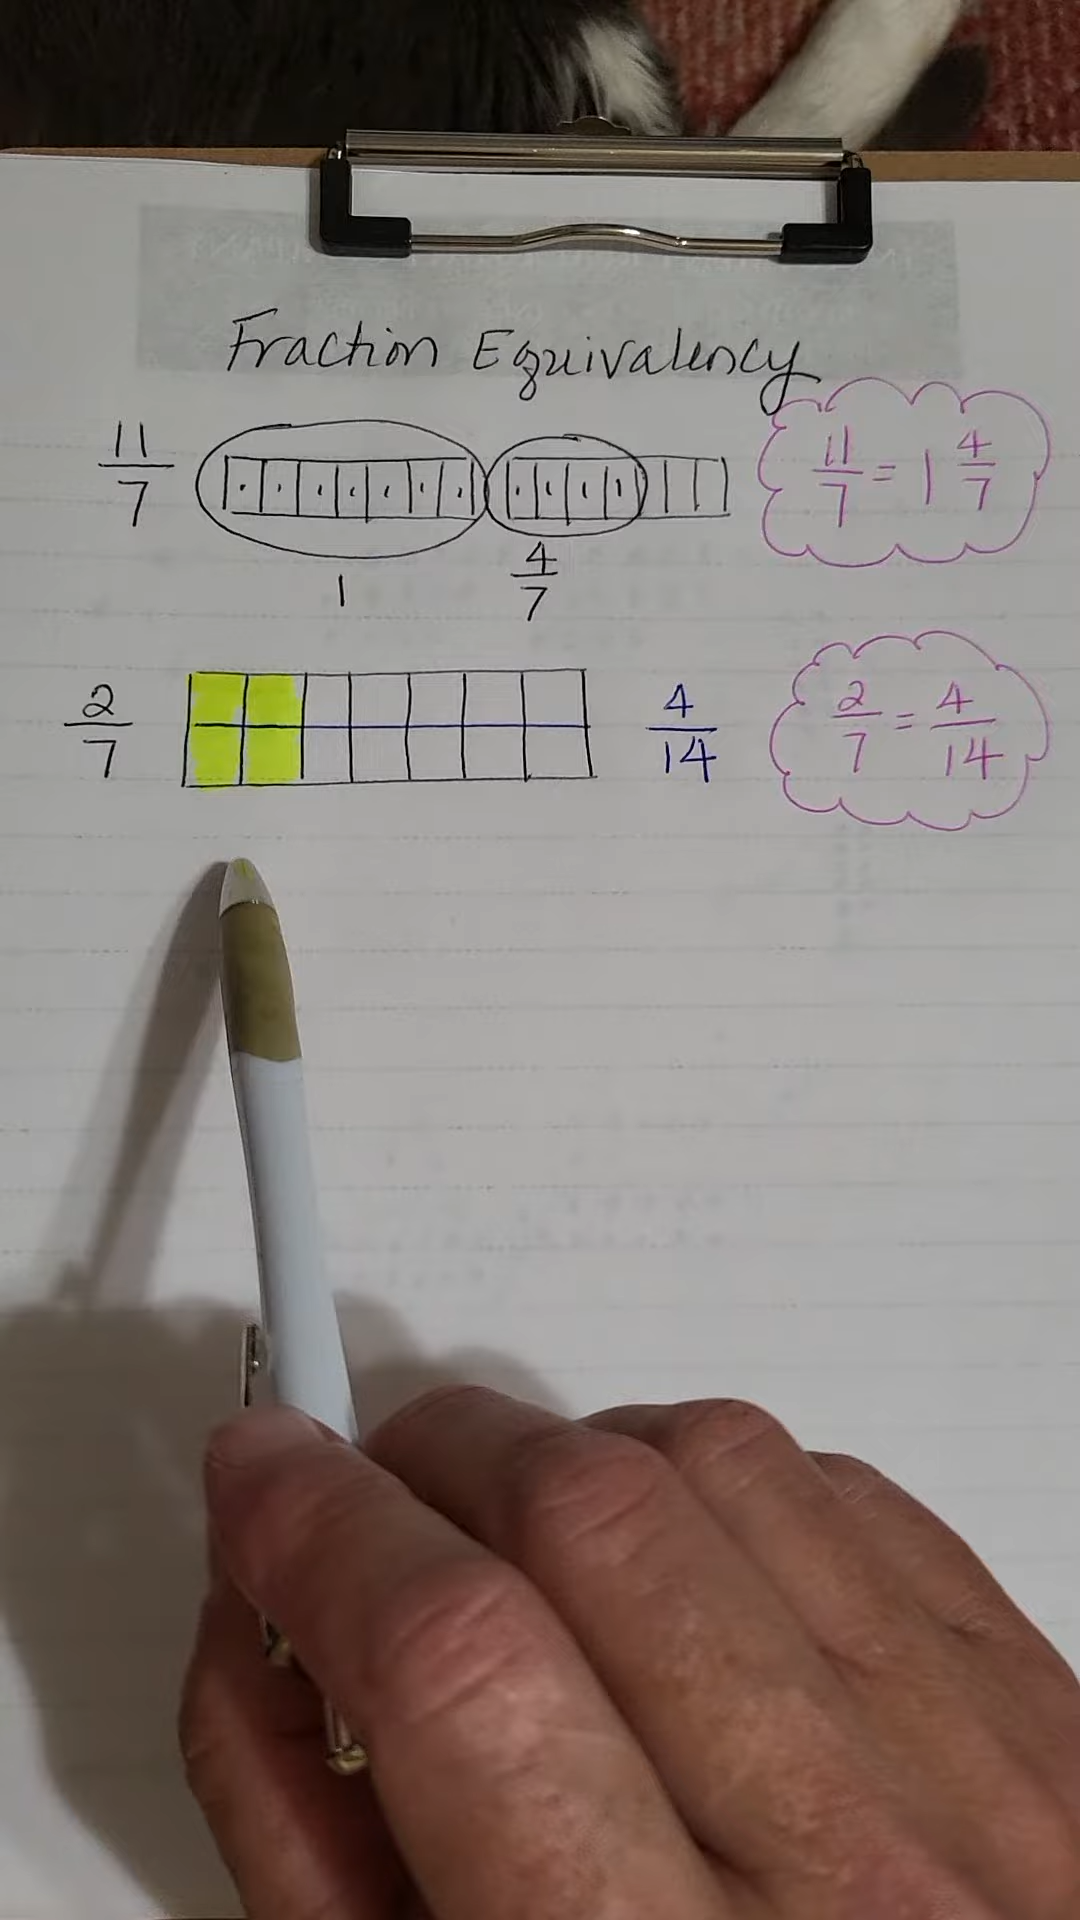 Fraction Equivalency
11/7 11/7 = 1 4/7
1 4/7
2/7 4/14 2/7 = 4/14